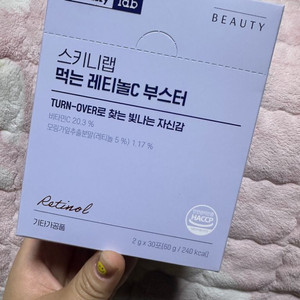 lab
BEAUTY
스키니랩
먹는 레티놀C 부스터
TURN-OVER로 찾는 빛나는 자신감
비타민C 20.3 %
모링가잎추출분말(레티놀 5 %) 1.17 %
Retinol
HACCP
기타가공품
2 g x 30포(60 g / 240 kcal)